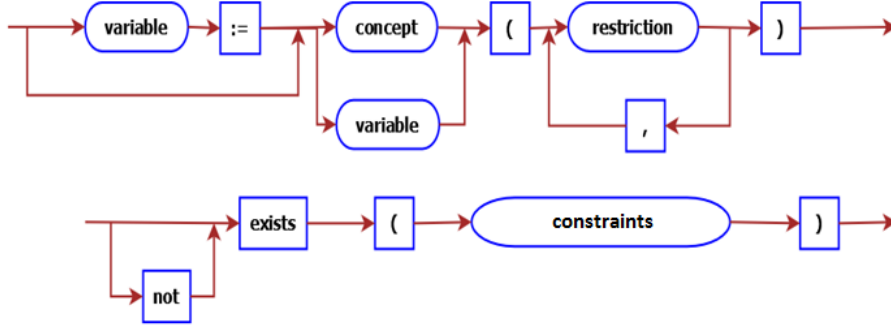 variable := concept ( restriction )
variable ,
exists ( constraints )
not